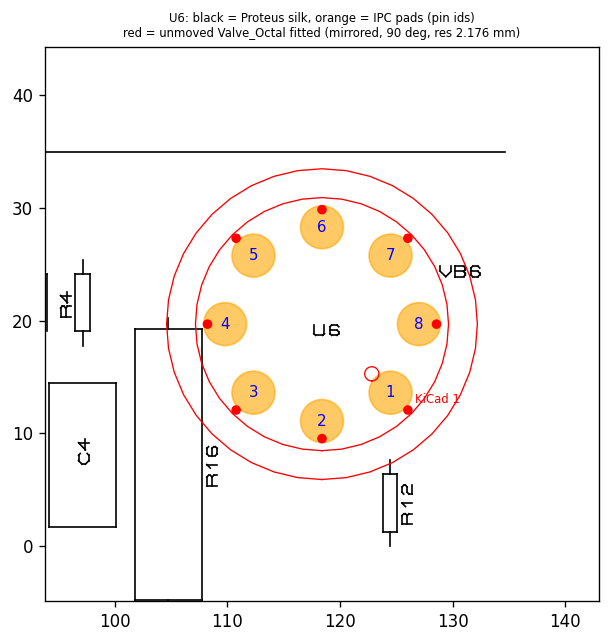 U6: black = Proteus silk, orange = IPC pads (pin ids)
red = unmoved Valve_Octal fitted (mirrored, 90 deg, res 2.176 mm)
40
30
20
10
0
100
110
120
130
140
6
5
7
VB6
R4
4
U6
8
3
1
KiCad 1
2
C4
R16
R12